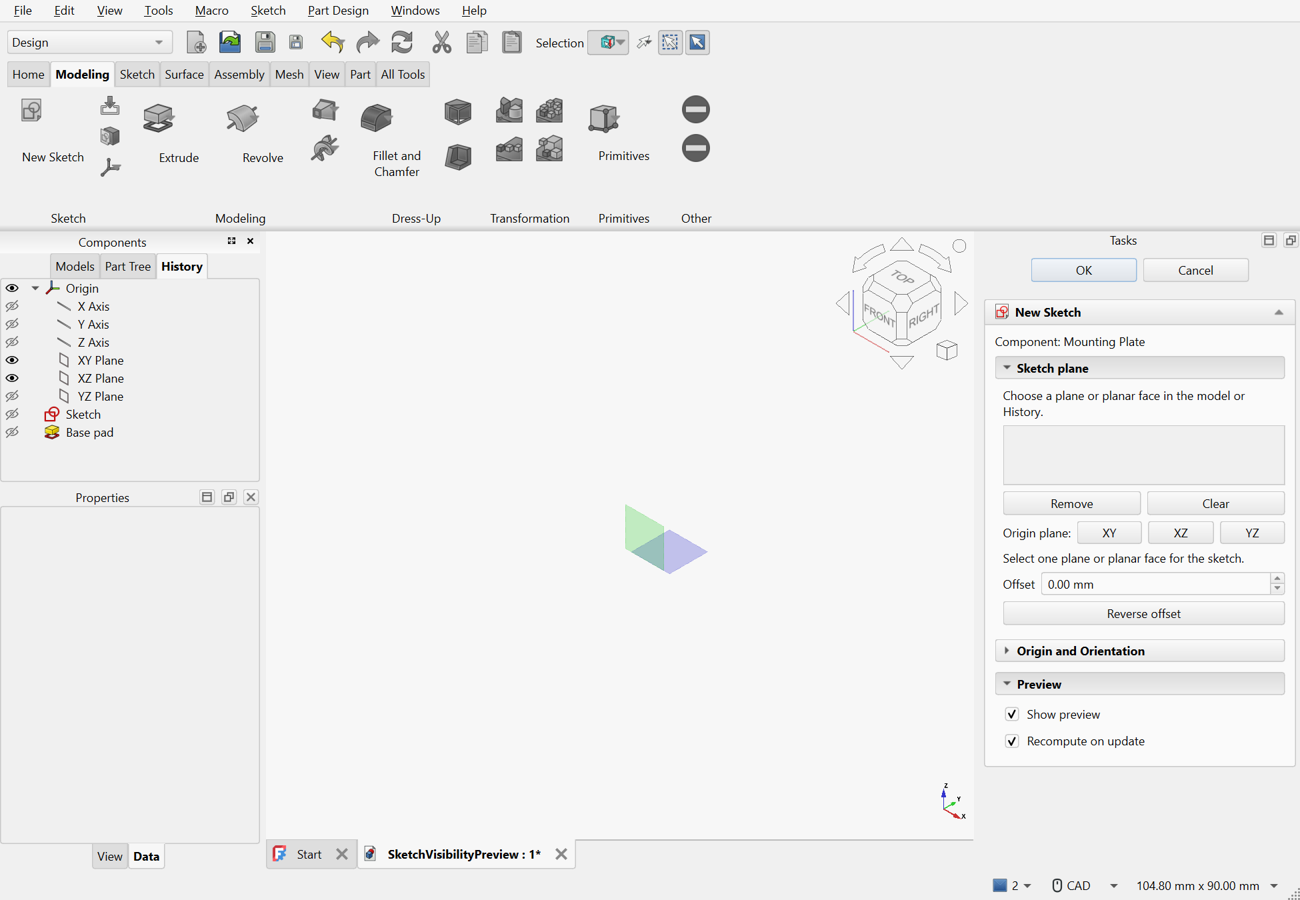 File Edit View Tools Macro Sketch Part Design Windows Help
Design Selection
Home Modeling Sketch Surface Assembly Mesh View Part All Tools
New Sketch Extrude Revolve Fillet and Chamfer Primitives
Sketch Modeling Dress-Up Transformation Primitives Other
Components
Models Part Tree History
Origin
X Axis
Y Axis
Z Axis
XY Plane
XZ Plane
YZ Plane
Sketch
Base pad
Properties
View Data
TOP
FRONT RIGHT
Z
Y
X
Start SketchVisibilityPreview : 1*
Tasks
OK Cancel
New Sketch
Component: Mounting Plate
Sketch plane
Choose a plane or planar face in the model or
History.
Remove Clear
Origin plane: XY XZ YZ
Select one plane or planar face for the sketch.
Offset 0.00 mm
Reverse offset
Origin and Orientation
Preview
Show preview
Recompute on update
2 CAD 104.80 mm x 90.00 mm